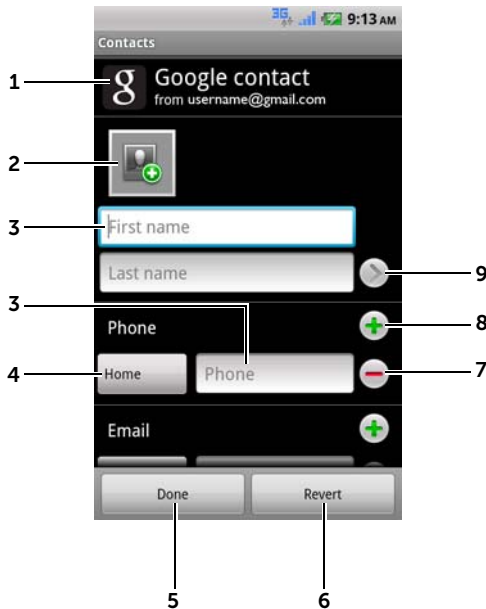 3G 9:13 AM
Contacts
1
g Google contact
from username@gmail.com
2
3 First name
Last name 9
3
Phone 8
4 Home Phone 7
Email
Done Revert
5 6